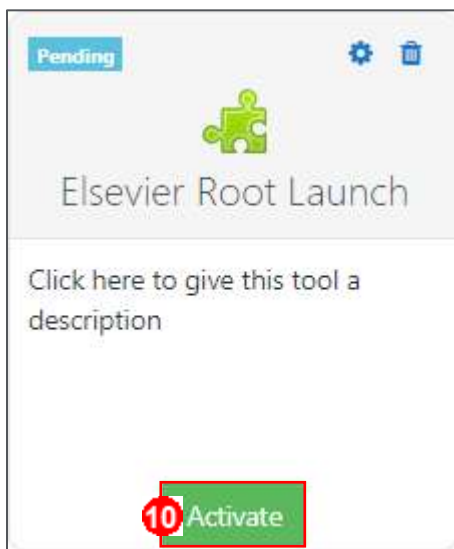 Pending
Elsevier Root Launch
Click here to give this tool a
description
10 Activate